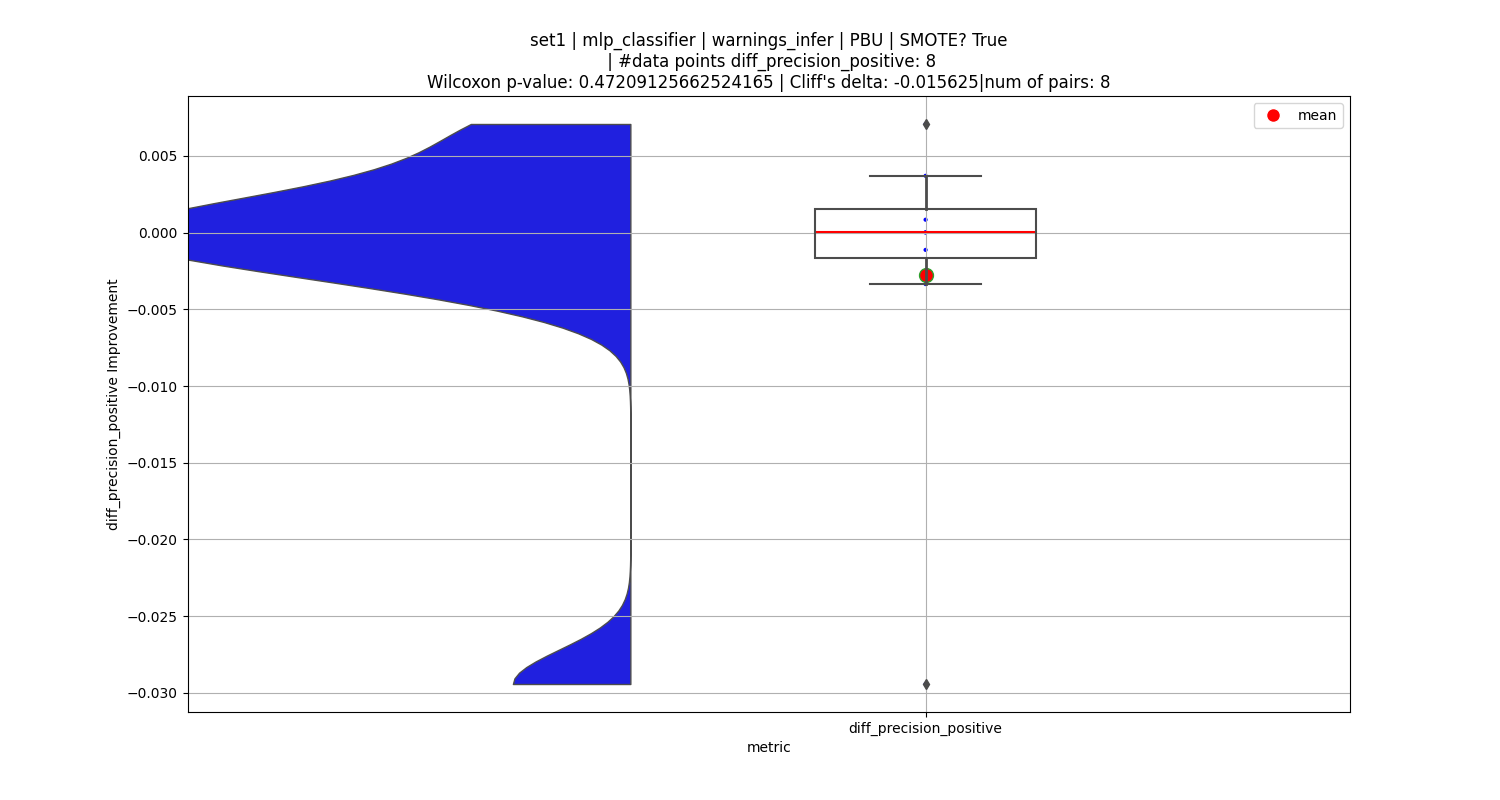 set1 | mlp_classifier | warnings_infer | PBU | SMOTE? True
| #data points diff_precision_positive: 8
Wilcoxon p-value: 0.47209125662524165 | Cliff's delta: -0.015625|num of pairs: 8
mean
0.005
0.000
−0.005
−0.010
−0.015
−0.020
−0.025
−0.030
diff_precision_positive Improvement
diff_precision_positive
metric